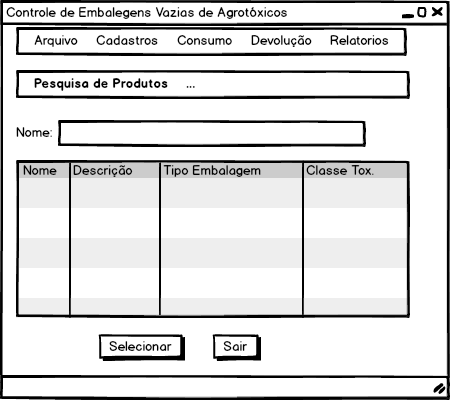 Controle de Embalegens Vazias de Agrotóxicos
Arquivo Cadastros Consumo Devolução Relatorios
Pesquisa de Produtos ...
Nome:
Nome Descrição Tipo Embalagem Classe Tox.
Selecionar Sair